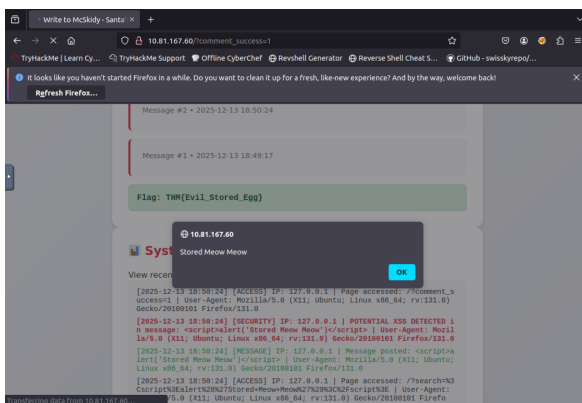 Write to McSkidy - Santa'
10.81.167.60/?comment_success=1
TryHackMe | Learn Cy...
TryHackMe Support
Offline CyberChef
Revshell Generator
Reverse Shell Cheat S...
GitHub - swisskyrepo/...
It looks like you haven't started Firefox in a while. Do you want to clean it up for a fresh, like-new experience? And by the way, welcome back!
Refresh Firefox...
Message #2 • 2025-12-13 18:50:24
Message #1 • 2025-12-13 18:49:17
Flag: THM{Evil_Stored_Egg}
10.81.167.60
Stored Meow Meow
OK
Syst
View recen
[2025-12-13 18:50:24] [ACCESS] IP: 127.0.0.1 | Page accessed: /?comment_s
uccess=1 | User-Agent: Mozilla/5.0 (X11; Ubuntu; Linux x86_64; rv:131.0)
Gecko/20100101 Firefox/131.0
[2025-12-13 18:50:24] [SECURITY] IP: 127.0.0.1 | POTENTIAL XSS DETECTED i
n message: <script>alert('Stored Meow Meow')</script> | User-Agent: Mozil
la/5.0 (X11; Ubuntu; Linux x86_64; rv:131.0) Gecko/20100101 Firefox/131.0
[2025-12-13 18:50:24] [MESSAGE] IP: 127.0.0.1 | Message posted: <script>a
lert('Stored Meow Meow')</script> | User-Agent: Mozilla/5.0 (X11; Ubuntu;
Linux x86_64; rv:131.0) Gecko/20100101 Firefox/131.0
[2025-12-13 18:50:24] [ACCESS] IP: 127.0.0.1 | Page accessed: /?search=%3
Cscript%3Ealert%28%27Stored+Meow+Meow%27%29%3C%2Fscript%3E | User-Agent:
/5.0 (X11; Ubuntu; Linux x86_64; rv:131.0) Gecko/20100101 Firefo
Transferring data from 10.81.167.60